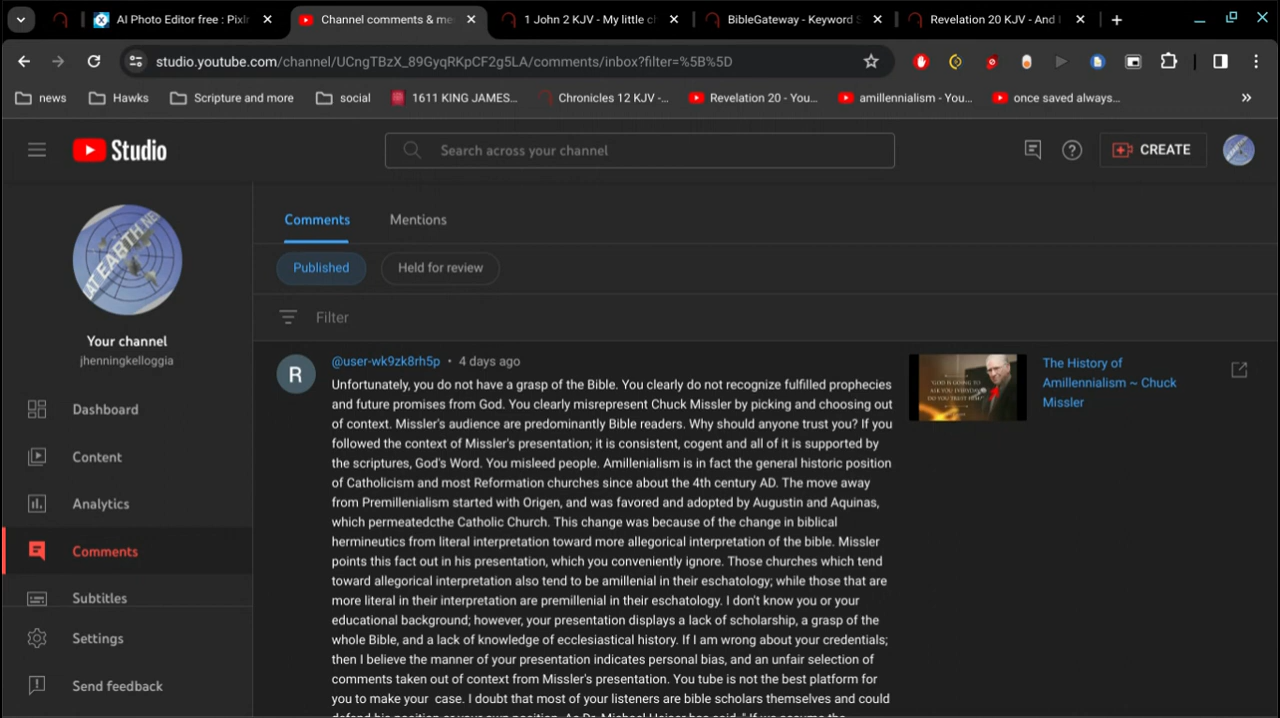 AI Photo Editor free : Pixlr
Channel comments & me
1 John 2 KJV - My little c
BibleGateway - Keyword S
Revelation 20 KJV - And I
studio.youtube.com/channel/UCngTBzX_89GyqRKpCF2g5LA/comments/inbox?filter=%5B%5D
news
Hawks
Scripture and more
social
1611 KING JAMES...
Chronicles 12 KJV -...
Revelation 20 - You...
amillennialism - You...
once saved always...
Studio
Search across your channel
CREATE
AT EARTH NE
Your channel
jhenningkelloggia
Dashboard
Content
Analytics
Comments
Subtitles
Settings
Send feedback
Comments
Mentions
Published
Held for review
Filter
R
@user-wk9zk8rh5p • 4 days ago
Unfortunately, you do not have a grasp of the Bible. You clearly do not recognize fulfilled prophecies
and future promises from God. You clearly misrepresent Chuck Missler by picking and choosing out
of context. Missler's audience are predominantly Bible readers. Why should anyone trust you? If you
followed the context of Missler's presentation; it is consistent, cogent and all of it is supported by
the scriptures, God's Word. You misleed people. Amillenialism is in fact the general historic position
of Catholicism and most Reformation churches since about the 4th century AD. The move away
from Premillenialism started with Origen, and was favored and adopted by Augustin and Aquinas,
which permeatedcthe Catholic Church. This change was because of the change in biblical
hermineutics from literal interpretation toward more allegorical interpretation of the bible. Missler
points this fact out in his presentation, which you conveniently ignore. Those churches which tend
toward allegorical interpretation also tend to be amillenial in their eschatology; while those that are
more literal in their interpretation are premillenial in their eschatology. I don't know you or your
educational background; however, your presentation displays a lack of scholarship, a grasp of the
whole Bible, and a lack of knowledge of ecclesiastical history. If I am wrong about your credentials;
then I believe the manner of your presentation indicates personal bias, and an unfair selection of
comments taken out of context from Missler's presentation. You tube is not the best platform for
you to make your case. I doubt that most of your listeners are bible scholars themselves and could
"GOD IS GOING TO
ASK YOU EVERYDAY
DO YOU TRUST HIM?"
The History of
Amillennialism ~ Chuck
Missler